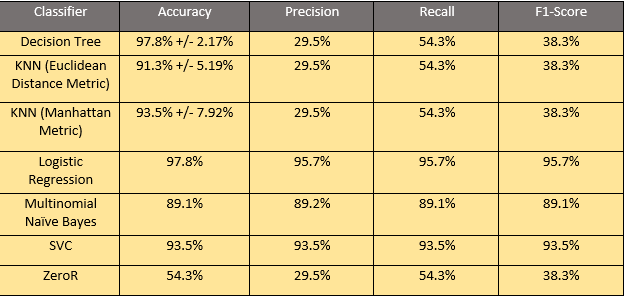 Classifier Accuracy Precision Recall F1-Score
Decision Tree 97.8% +/- 2.17% 29.5% 54.3% 38.3%
KNN (Euclidean 91.3% +/- 5.19% 29.5% 54.3% 38.3%
Distance Metric)
KNN (Manhattan 93.5% +/- 7.92% 29.5% 54.3% 38.3%
Metric)
Logistic 97.8% 95.7% 95.7% 95.7%
Regression
Multinomial 89.1% 89.2% 89.1% 89.1%
Naïve Bayes
SVC 93.5% 93.5% 93.5% 93.5%
ZeroR 54.3% 29.5% 54.3% 38.3%